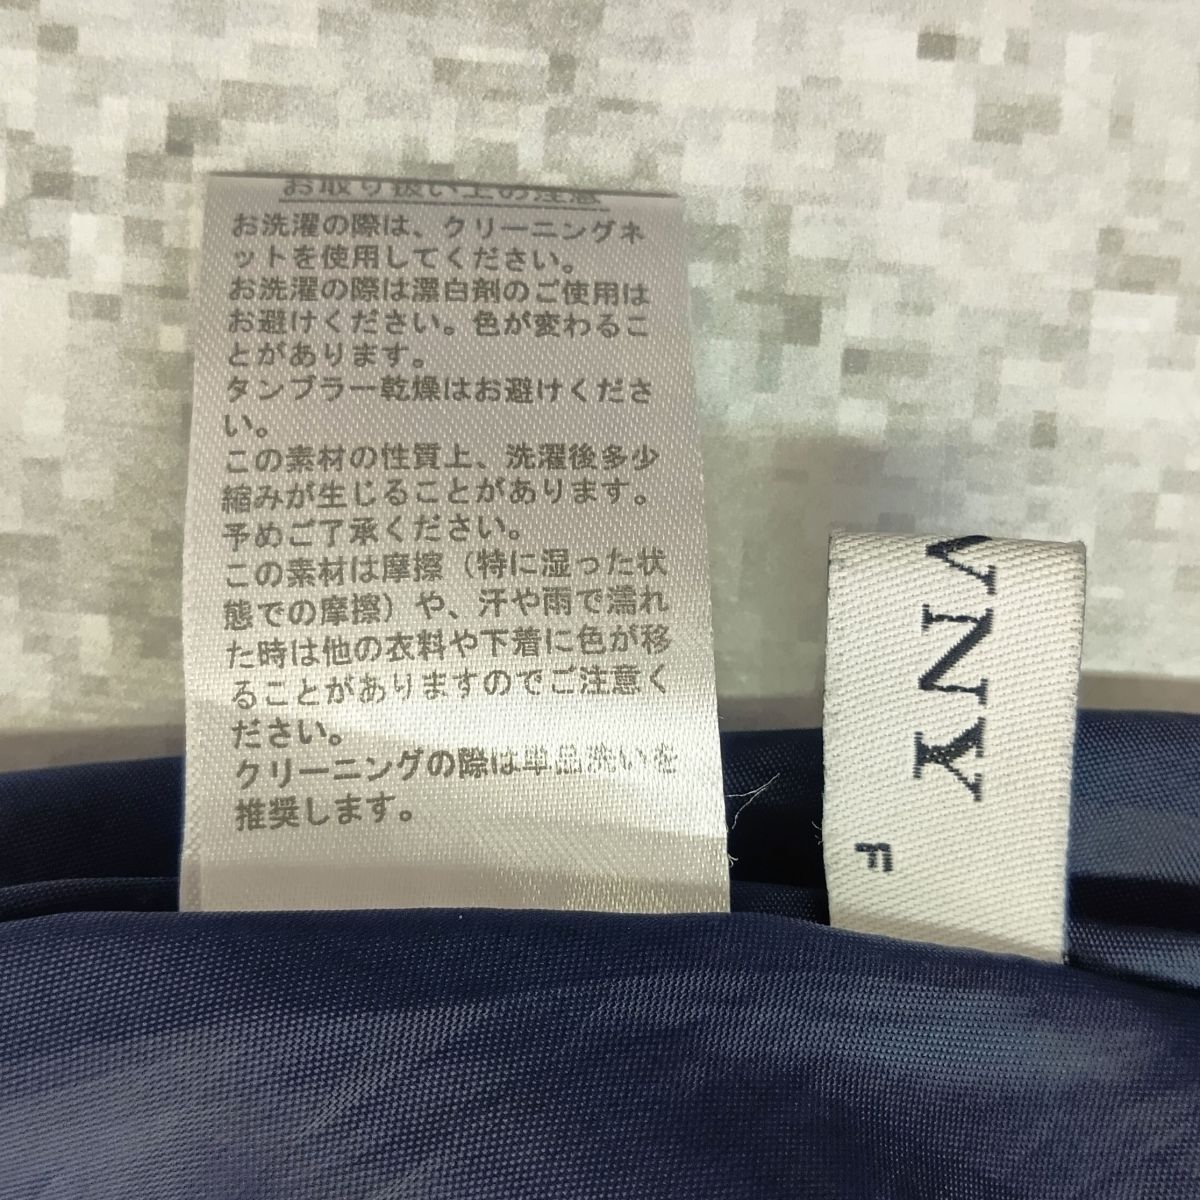 お取り扱い上の注意
お洗濯の際は、クリーニングネ
ットを使用してください。
お洗濯の際は漂白剤のご使用は
お避けください。色が変わるこ
とがあります。
タンブラー乾燥はお避けくださ
い。
この素材の性質上、洗濯後多少
縮みが生じることがあります。
予めご了承ください。
この素材は摩擦（特に湿った状
態での摩擦）や、汗や雨で濡れ
た時は他の衣料や下着に色が移
ることがありますのでご注意く
ださい。
クリーニングの際は単品洗いを
推奨します。
VNY
F